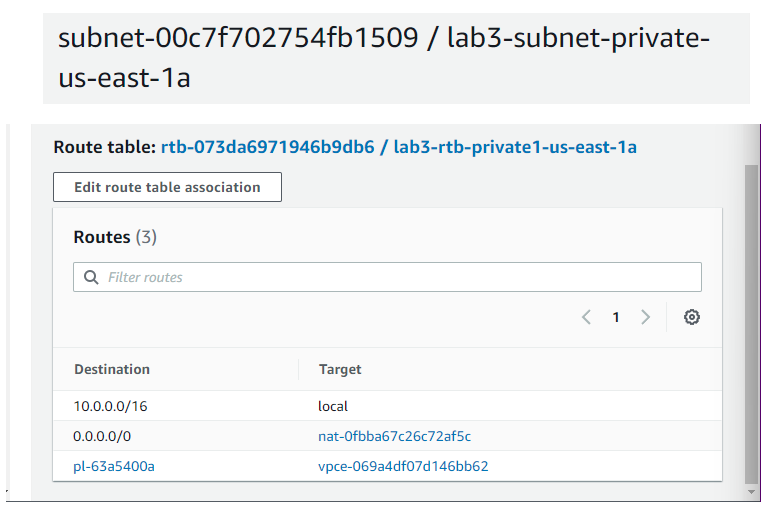 subnet-00c7f702754fb1509 / lab3-subnet-private-
us-east-1a
Route table: rtb-073da6971946b9db6 / lab3-rtb-private1-us-east-1a
Edit route table association
Routes (3)
Filter routes
1
Destination Target
10.0.0.0/16 local
0.0.0.0/0 nat-0fbba67c26c72af5c
pl-63a5400a vpce-069a4df07d146bb62